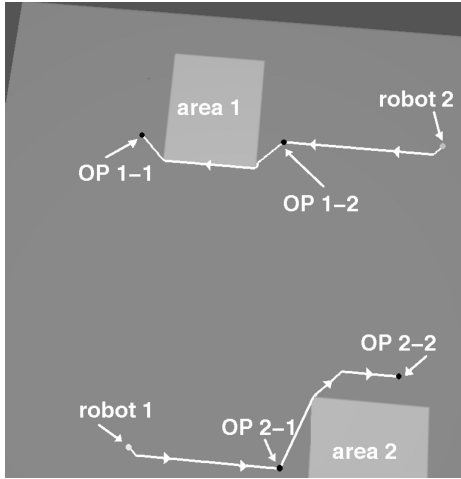 area 1
robot 2
OP 1–1
OP 1–2
OP 2–2
robot 1
OP 2–1
area 2